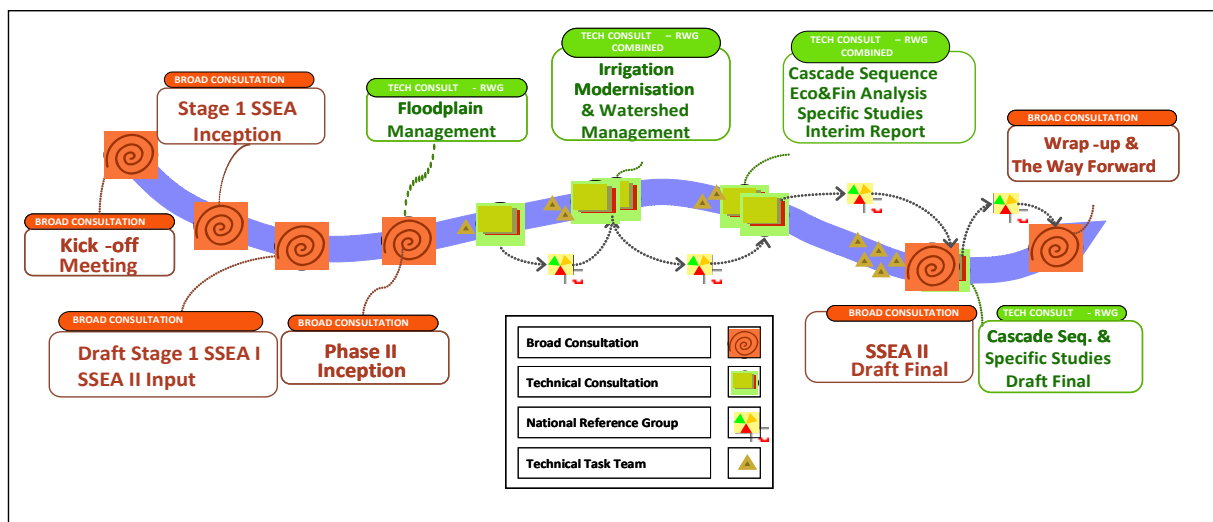 TECH CONSULT – RWG
COMBINED
Irrigation
Modernisation
& Watershed
Management
TECH CONSULT – RWG
COMBINED
Cascade Sequence
Eco&Fin Analysis
Specific Studies
Interim Report
BROAD CONSULTATION
Stage 1 SSEA
Inception
TECH CONSULT - RWG
Floodplain
Management
BROAD CONSULTATION
Wrap -up &
The Way Forward
BROAD CONSULTATION
Kick -off
Meeting
BROAD CONSULTATION
Draft Stage 1 SSEA I
SSEA II Input
BROAD CONSULTATION
Phase II
Inception
BROAD CONSULTATION
SSEA II
Draft Final
TECH CONSULT - RWG
Cascade Seq. &
Specific Studies
Draft Final
Broad Consultation
Technical Consultation
National Reference Group
Technical Task Team